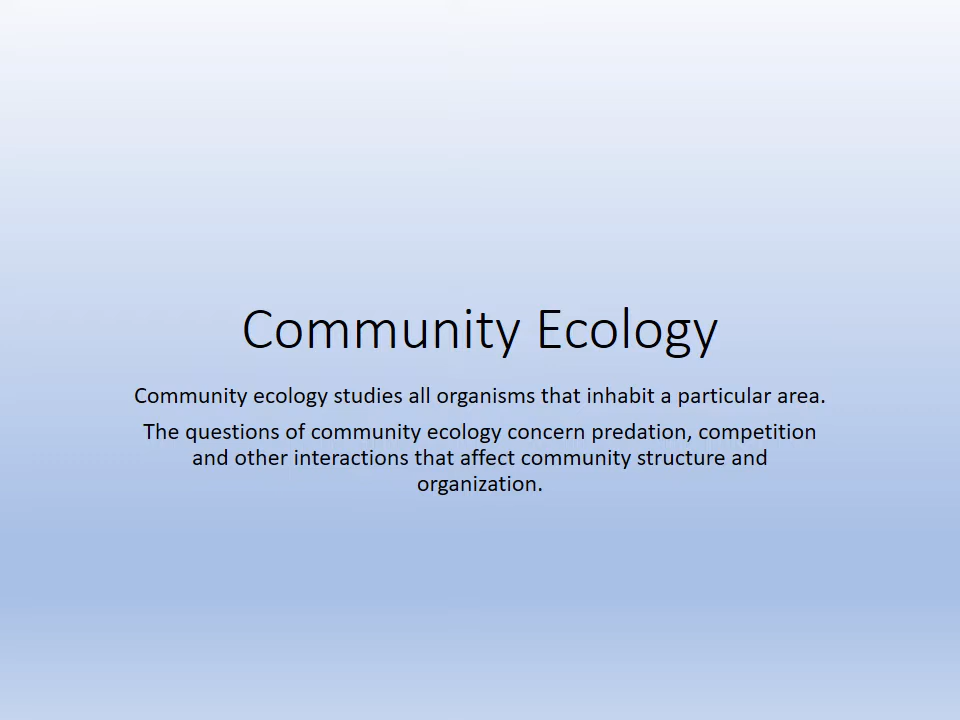 Community Ecology
Community ecology studies all organisms that inhabit a particular area.
The questions of community ecology concern predation, competition
and other interactions that affect community structure and
organization.